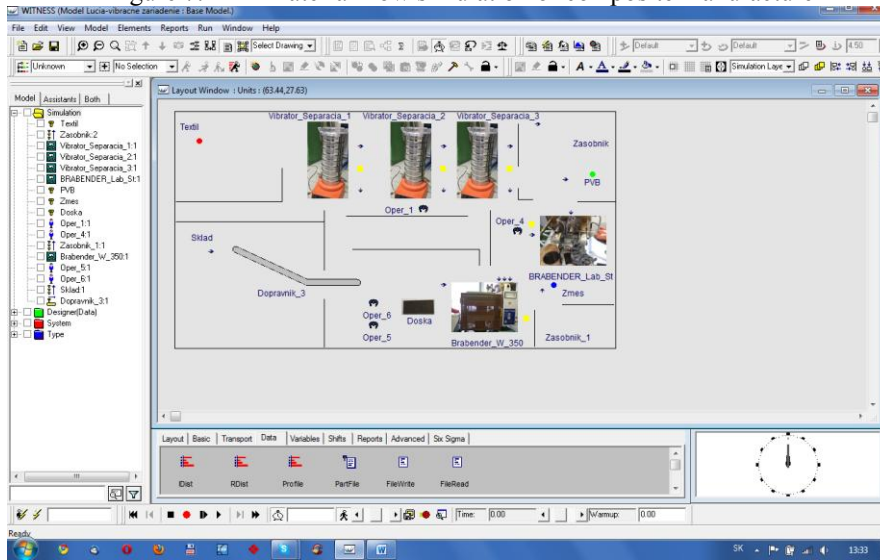 WITNESS (Model Lucia-vibracne zariadenie : Base Model.)
File Edit View Model Elements Reports Run Window Help
Select Drawing
Default
Default
4.50
Unknown
No Selection
Simulation Laye
Model Assistants Both
Simulation
Textil
Zasobnik:2
Vibrator_Separacia_1:1
Vibrator_Separacia_2:1
Vibrator_Separacia_3:1
BRABENDER_Lab_St:1
PVB
Zmes
Doska
Oper_1:1
Oper_4:1
Zasobnik_1:1
Brabender_W_350:1
Oper_5:1
Oper_6:1
Sklad:1
Dopravnik_3:1
Designer(Data)
System
Type
Layout Window : Units : (63.44,27.63)
Vibrator_Separacia_1 Vibrator_Separacia_2 Vibrator_Separacia_3
Textil
Zasobnik
PVB
Oper_1
Oper_4
Sklad
BRABENDER_Lab_St
Dopravnik_3
Zmes
Oper_6
Doska
Oper_5
Brabender_W_350
Zasobnik_1
Layout Basic Transport Data Variables Shifts Reports Advanced Six Sigma
IDist RDist Profile PartFile FileWrite FileRead
Time: 0.00
Warmup: 0.00
Ready
SK
13:33